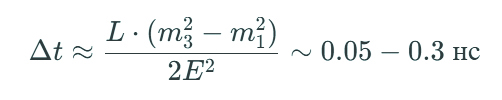 Δt ≈ L · (m₃² − m₁²) / 2E² ∼ 0.05 − 0.3 нс